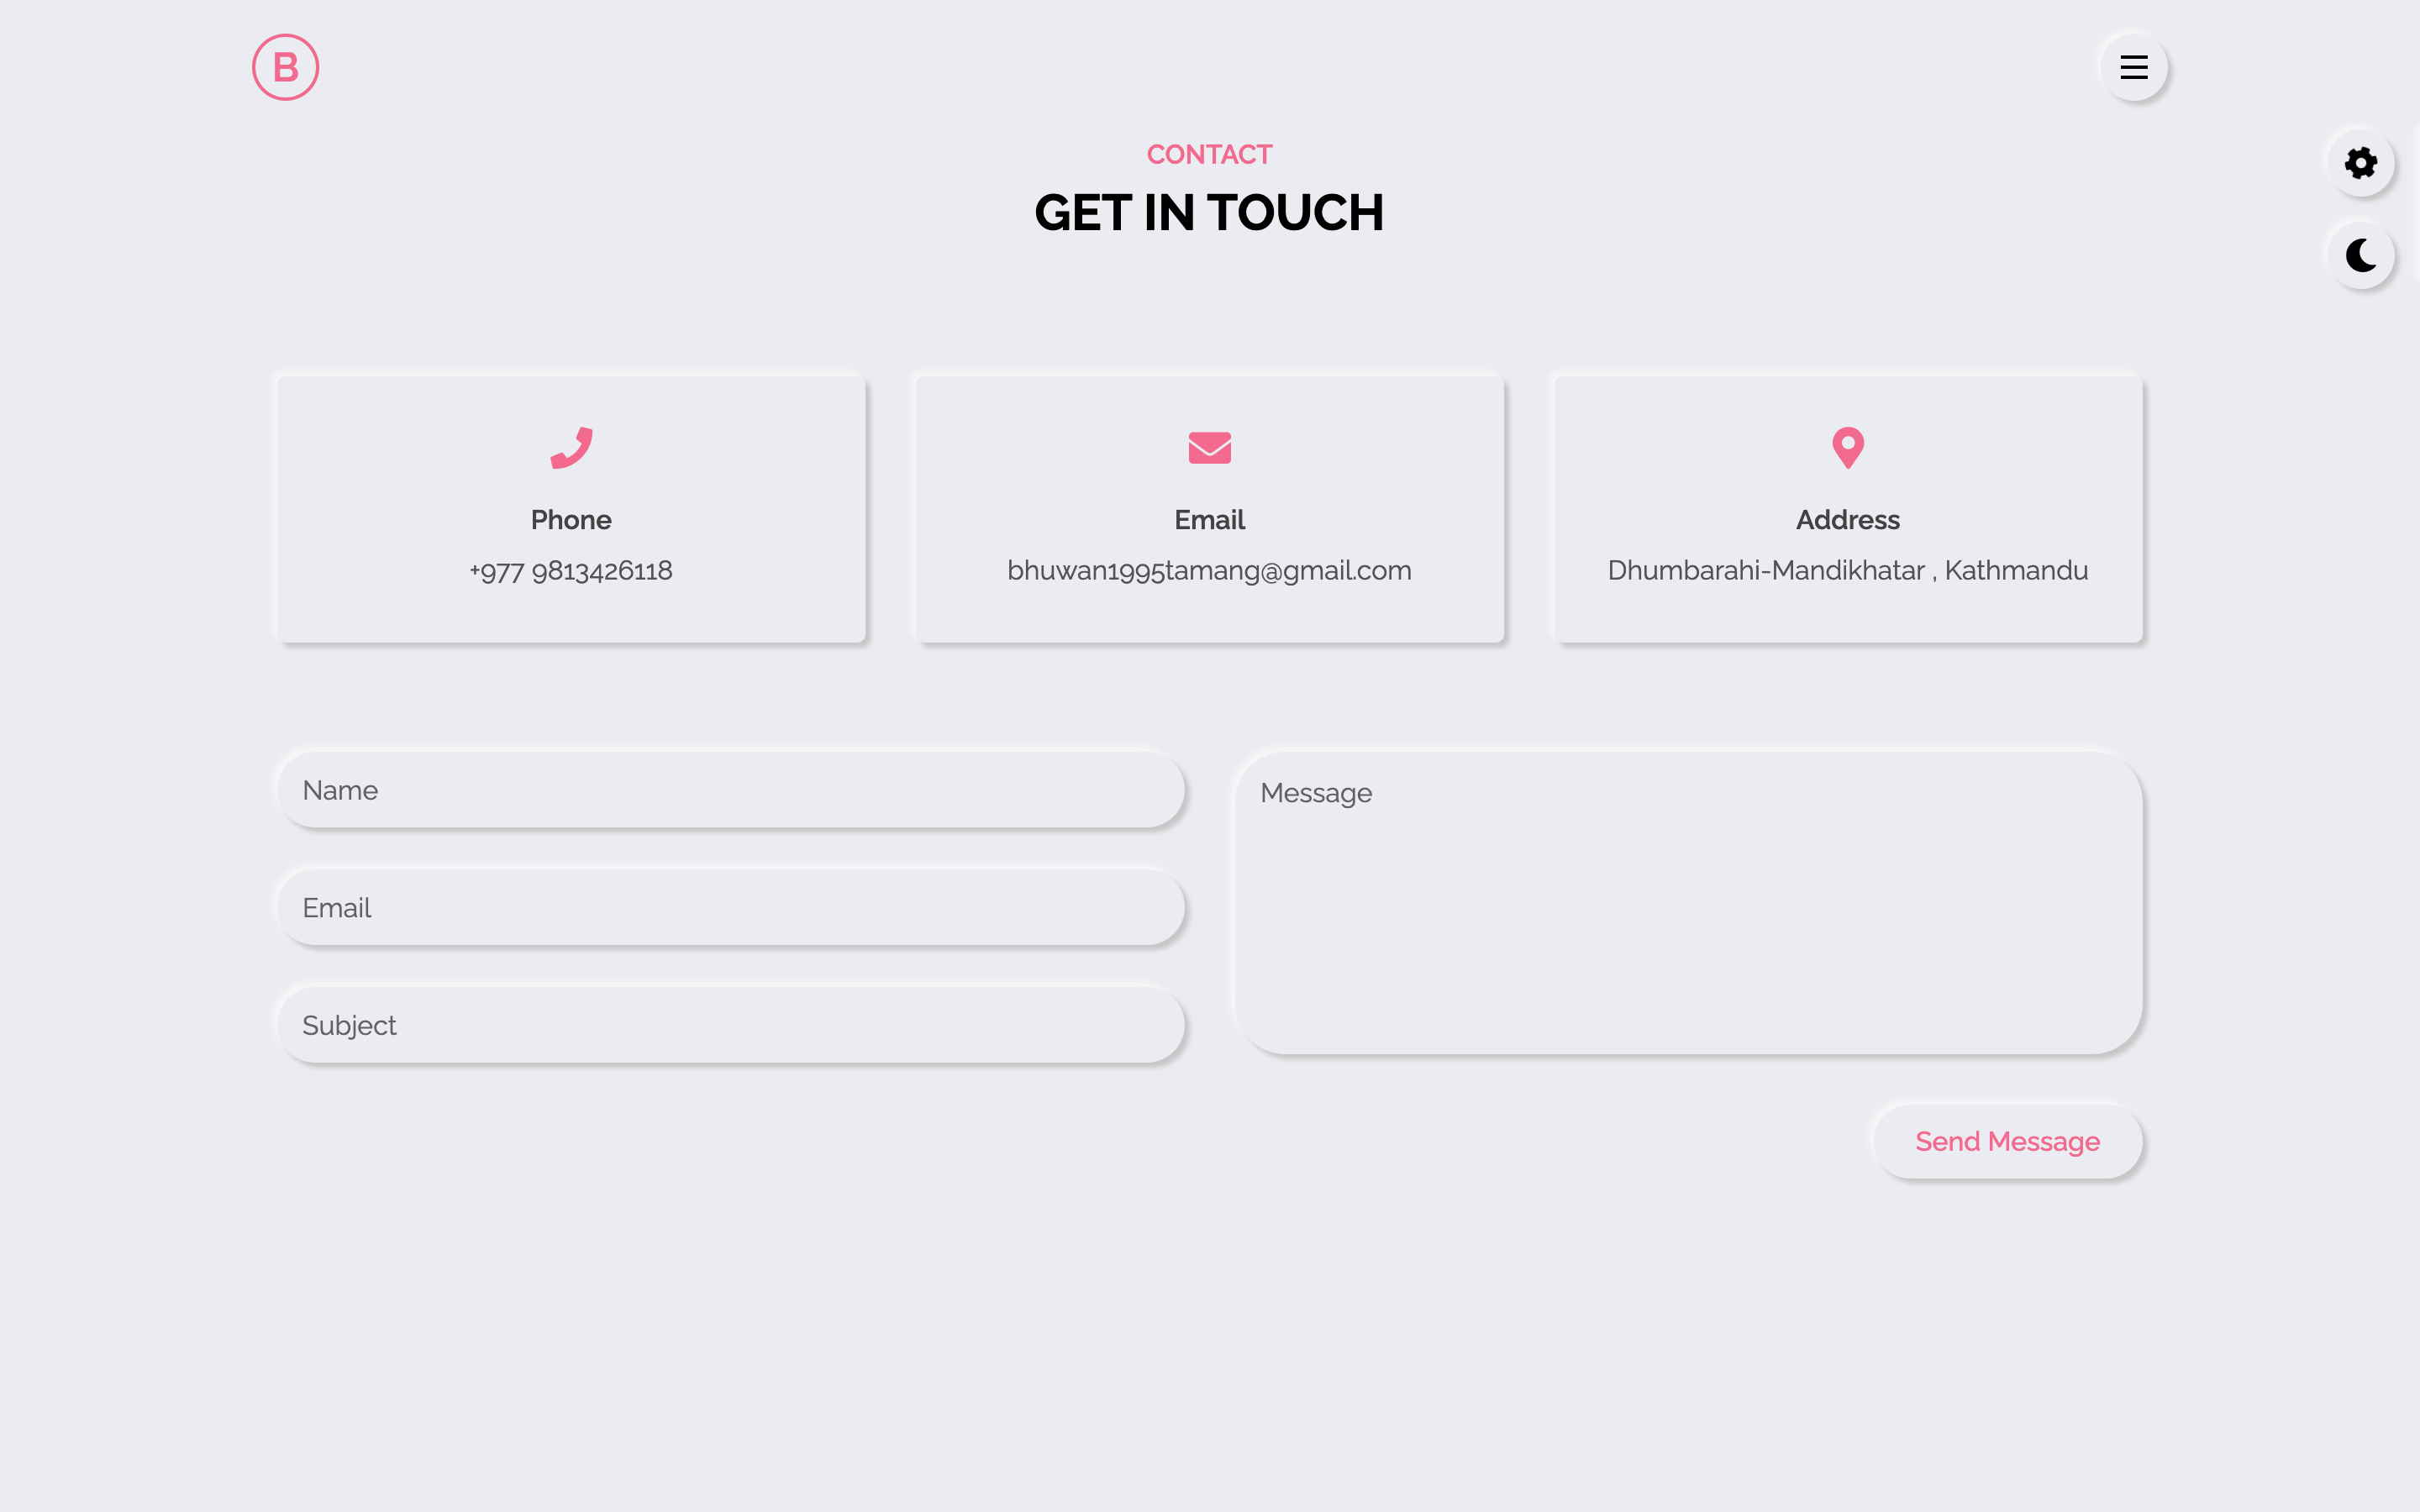 B
CONTACT
GET IN TOUCH
Phone
+977 9813426118
Email
bhuwan1995tamang@gmail.com
Address
Dhumbarahi-Mandikhatar , Kathmandu
Name
Email
Subject
Message
Send Message